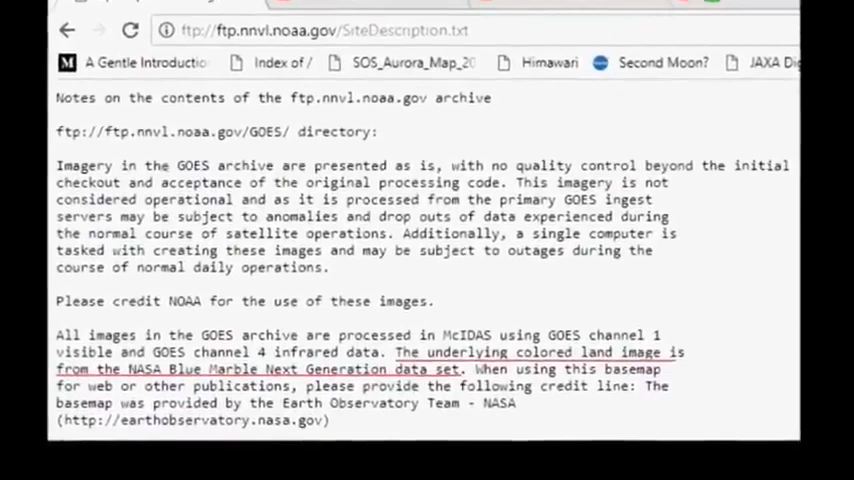 ftp://ftp.nnvl.noaa.gov/SiteDescription.txt
M A Gentle Introductio Index of / SOS_Aurora_Map_20 Himawari Second Moon? JAXA Dig
Notes on the contents of the ftp.nnvl.noaa.gov archive
ftp://ftp.nnvl.noaa.gov/GOES/ directory:
Imagery in the GOES archive are presented as is, with no quality control beyond the initial
checkout and acceptance of the original processing code. This imagery is not
considered operational and as it is processed from the primary GOES ingest
servers may be subject to anomalies and drop outs of data experienced during
the normal course of satellite operations. Additionally, a single computer is
tasked with creating these images and may be subject to outages during the
course of normal daily operations.
Please credit NOAA for the use of these images.
All images in the GOES archive are processed in McIDAS using GOES channel 1
visible and GOES channel 4 infrared data. The underlying colored land image is
from the NASA Blue Marble Next Generation data set. When using this basemap
for web or other publications, please provide the following credit line: The
basemap was provided by the Earth Observatory Team - NASA
(http://earthobservatory.nasa.gov)